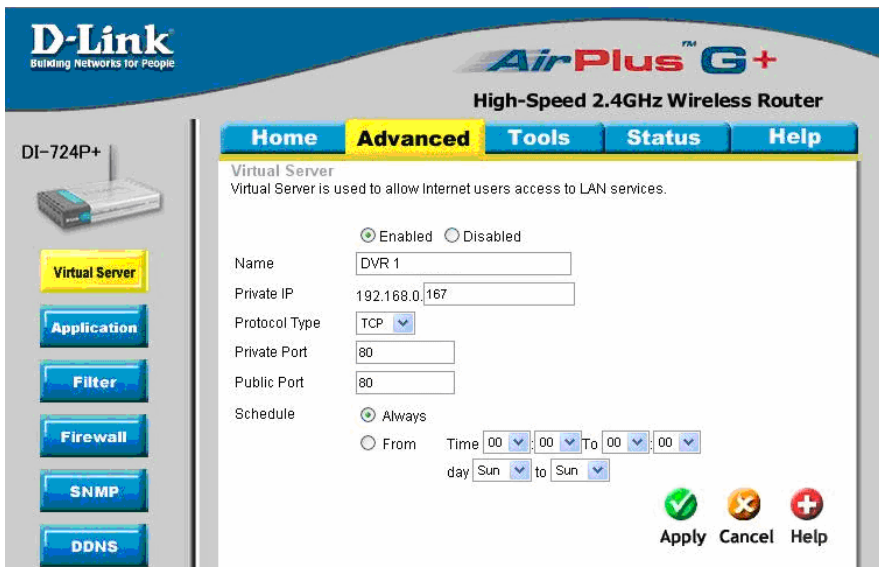 D-Link
Building Networks for People
AirPlus™ G+
High-Speed 2.4GHz Wireless Router
DI-724P+
Home Advanced Tools Status Help
Virtual Server
Virtual Server is used to allow Internet users access to LAN services.
Enabled Disabled
Name DVR 1
Private IP 192.168.0. 167
Protocol Type TCP
Private Port 80
Public Port 80
Schedule Always
From Time 00 : 00 To 00 : 00
day Sun to Sun
Apply Cancel Help
Virtual Server
Application
Filter
Firewall
SNMP
DDNS